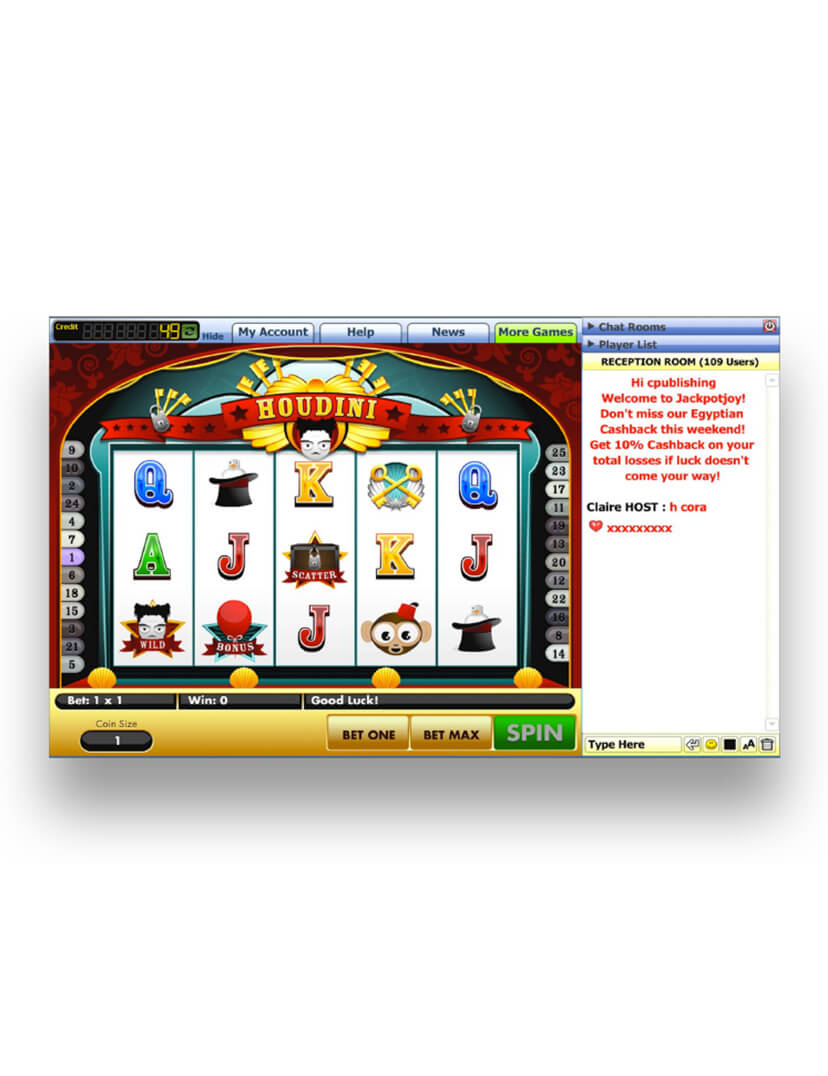 Credit 49
Hide
My Account
Help
News
More Games
HOUDINI
9
10
2
24
4
7
1
6
18
15
3
21
5
25
23
17
11
19
13
20
12
22
16
8
14
Q
K
Q
A
J
SCATTER
K
J
WILD
BONUS
J
Bet: 1 x 1
Win: 0
Good Luck!
Coin Size
1
BET ONE
BET MAX
SPIN
Chat Rooms
Player List
RECEPTION ROOM (109 Users)
Hi cpublishing
Welcome to Jackpotjoy!
Don't miss our Egyptian
Cashback this weekend!
Get 10% Cashback on your
total losses if luck doesn't
come your way!
Claire HOST : h cora
xxxxxxxxx
Type Here
AA